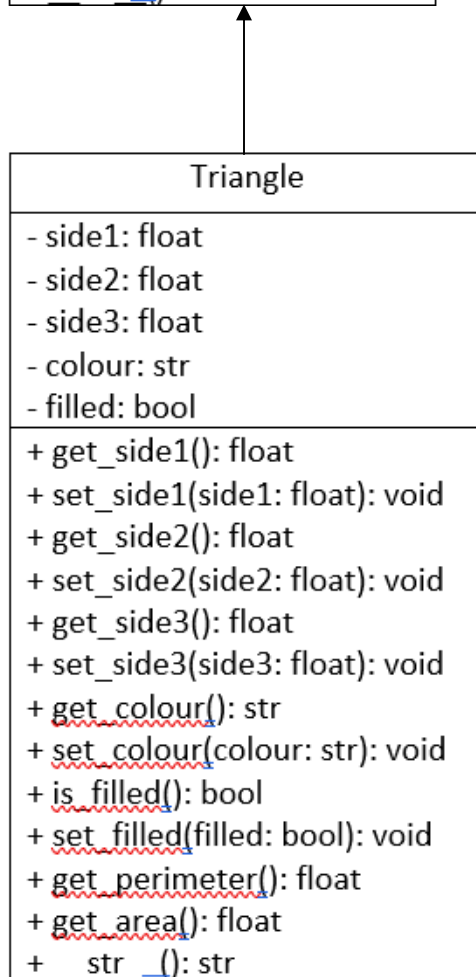 Triangle
- side1: float
- side2: float
- side3: float
- colour: str
- filled: bool
+ get_side1(): float
+ set_side1(side1: float): void
+ get_side2(): float
+ set_side2(side2: float): void
+ get_side3(): float
+ set_side3(side3: float): void
+ get_colour(): str
+ set_colour(colour: str): void
+ is_filled(): bool
+ set_filled(filled: bool): void
+ get_perimeter(): float
+ get_area(): float
+ __str__(): str